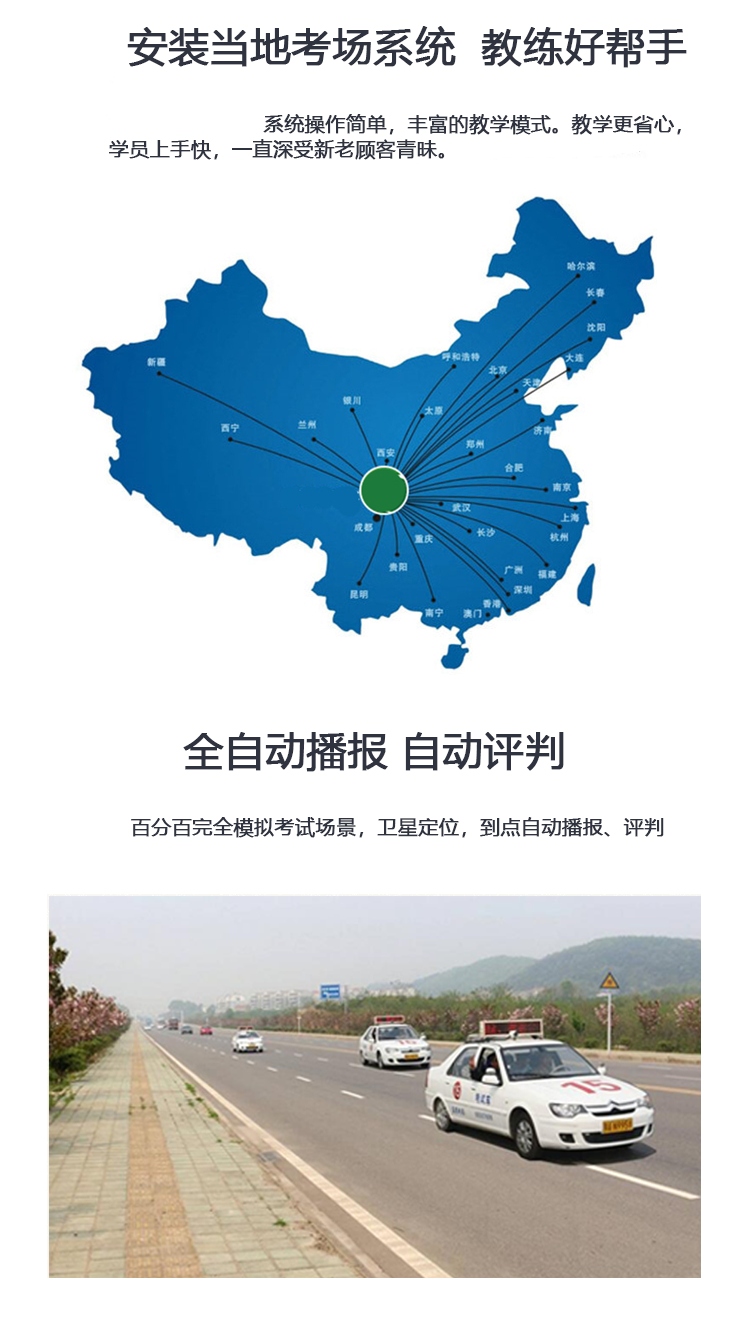 安装当地考场系统 教练好帮手
系统操作简单，丰富的教学模式。教学更省心，
学员上手快，一直深受新老顾客青昧。
哈尔滨
长春
沈阳
大连
呼和浩特
北京
天津
新疆
银川
太原
兰州
西宁
济南
郑州
西安
合肥
南京
武汉
上海
成都
重庆
长沙
杭州
贵阳
广州
福建
昆明
深圳
香港
南宁
澳门
全自动播报 自动评判
百分百完全模拟考试场景，卫星定位，到点自动播报、评判
15
15
考试车